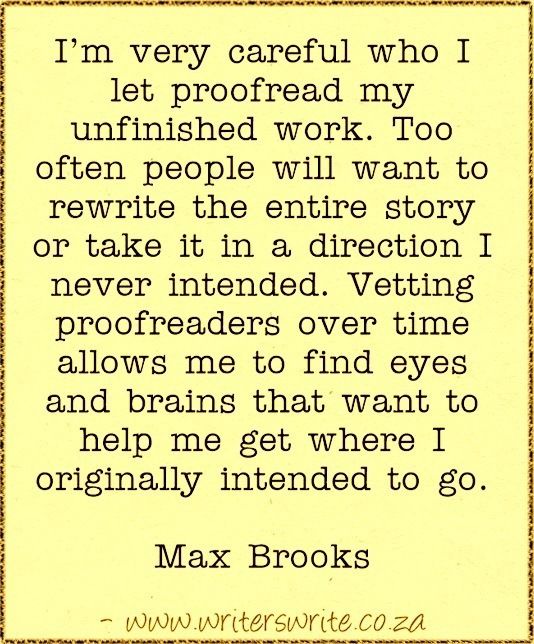 I'm very careful who I
let proofread my
unfinished work. Too
often people will want to
rewrite the entire story
or take it in a direction I
never intended. Vetting
proofreaders over time
allows me to find eyes
and brains that want to
help me get where I
originally intended to go.
Max Brooks
- www.writerswrite.co.za